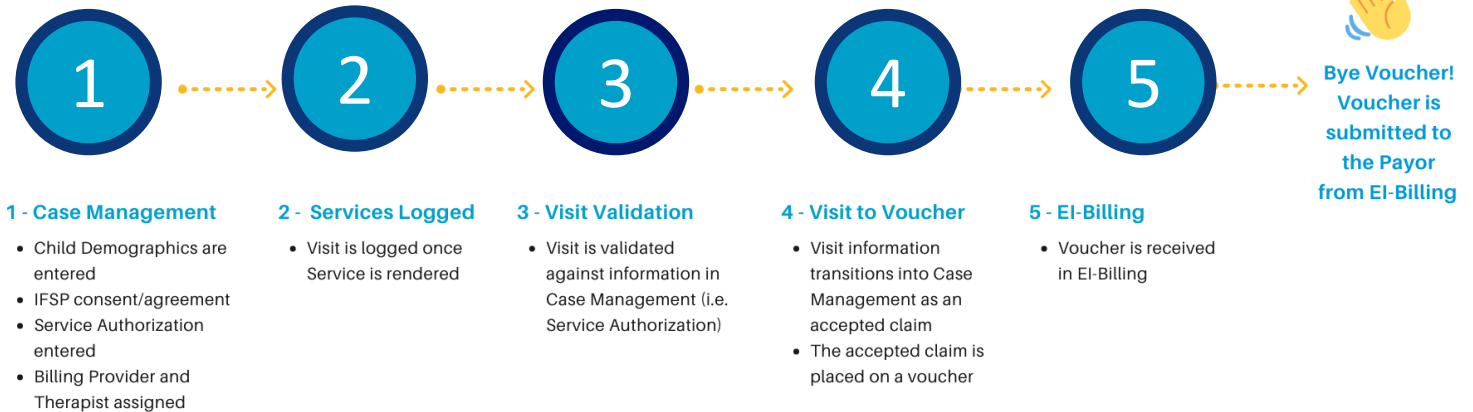 1
2
3
4
5
Bye Voucher!
Voucher is
submitted to
the Payor
from EI-Billing
1 - Case Management
• Child Demographics are
entered
• IFSP consent/agreement
• Service Authorization
entered
• Billing Provider and
Therapist assigned
2 - Services Logged
• Visit is logged once
Service is rendered
3 - Visit Validation
• Visit is validated
against information in
Case Management (i.e.
Service Authorization)
4 - Visit to Voucher
• Visit information
transitions into Case
Management as an
accepted claim
• The accepted claim is
placed on a voucher
5 - EI-Billing
• Voucher is received
in EI-Billing